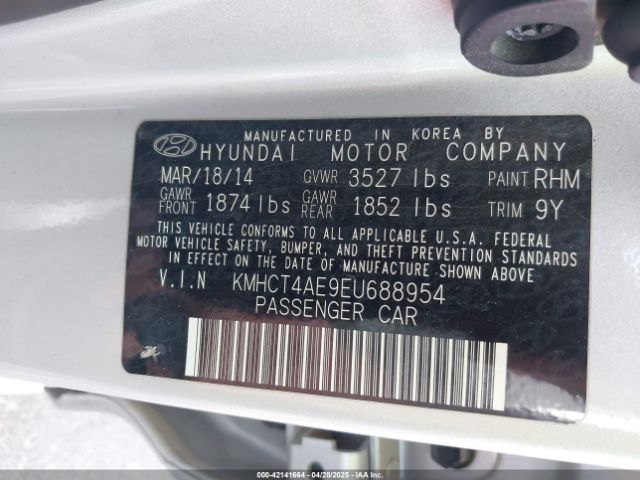 MANUFACTURED IN KOREA BY
HYUNDAI MOTOR COMPANY
MAR/18/14 GVWR 3527 lbs PAINT RHM
GAWR FRONT 1874 lbs GAWR REAR 1852 lbs TRIM 9Y
THIS VEHICLE CONFORMS TO ALL APPLICABLE U.S.A. FEDERAL
MOTOR VEHICLE SAFETY, BUMPER, AND THEFT PREVENTION STANDARDS
IN EFFECT ON THE DATE OF MANUFACTURE SHOWN ABOVE.
V.I.N KMHCT4AE9EU688954
PASSENGER CAR
000-42141664 04/28/2025 - IAA Inc.